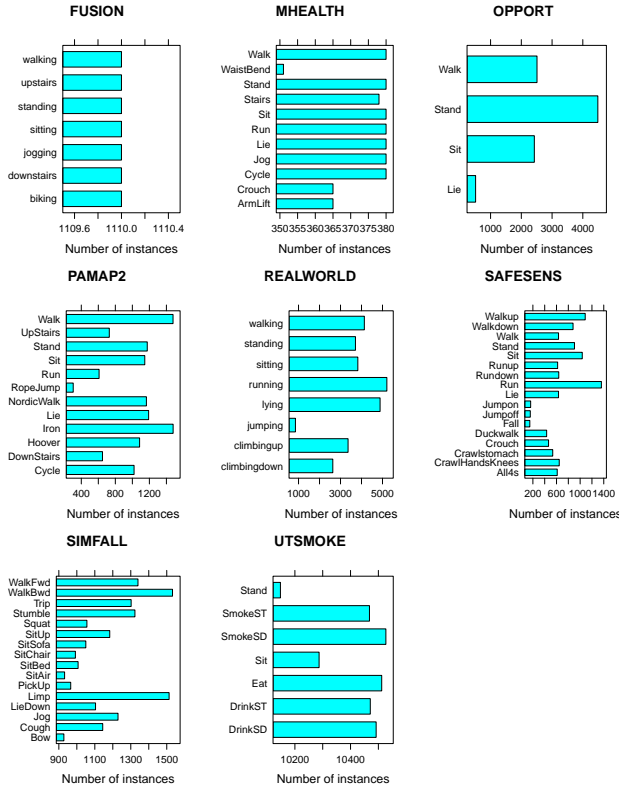 FUSION
walking
upstairs
standing
sitting
jogging
downstairs
biking
1109.6 1110.0 1110.4
Number of instances
MHEALTH
Walk
WaistBend
Stand
Stairs
Sit
Run
Lie
Jog
Cycle
Crouch
ArmLift
350355360365370375380
Number of instances
OPPORT
Walk
Stand
Sit
Lie
1000 2000 3000 4000
Number of instances
PAMAP2
Walk
UpStairs
Stand
Sit
Run
RopeJump
NordicWalk
Lie
Iron
Hoover
DownStairs
Cycle
400 800 1200
Number of instances
REALWORLD
walking
standing
sitting
running
lying
jumping
climbingup
climbingdown
1000 3000 5000
Number of instances
SAFESENS
Walkup
Walkdown
Walk
Stand
Sit
Runup
Rundown
Run
Lie
Jumpon
Jumpoff
Fall
Duckwalk
Crouch
Crawlstomach
CrawlHandsKnees
All4s
200 600 1000 1400
Number of instances
SIMFALL
WalkFwd
WalkBwd
Trip
Stumble
Squat
SitUp
SitSofa
SitChair
SitBed
SitAir
PickUp
Limp
LieDown
Jog
Cough
Bow
900 1100 1300 1500
Number of instances
UTSMOKE
Stand
SmokeST
SmokeSD
Sit
Eat
DrinkST
DrinkSD
10200 10400
Number of instances